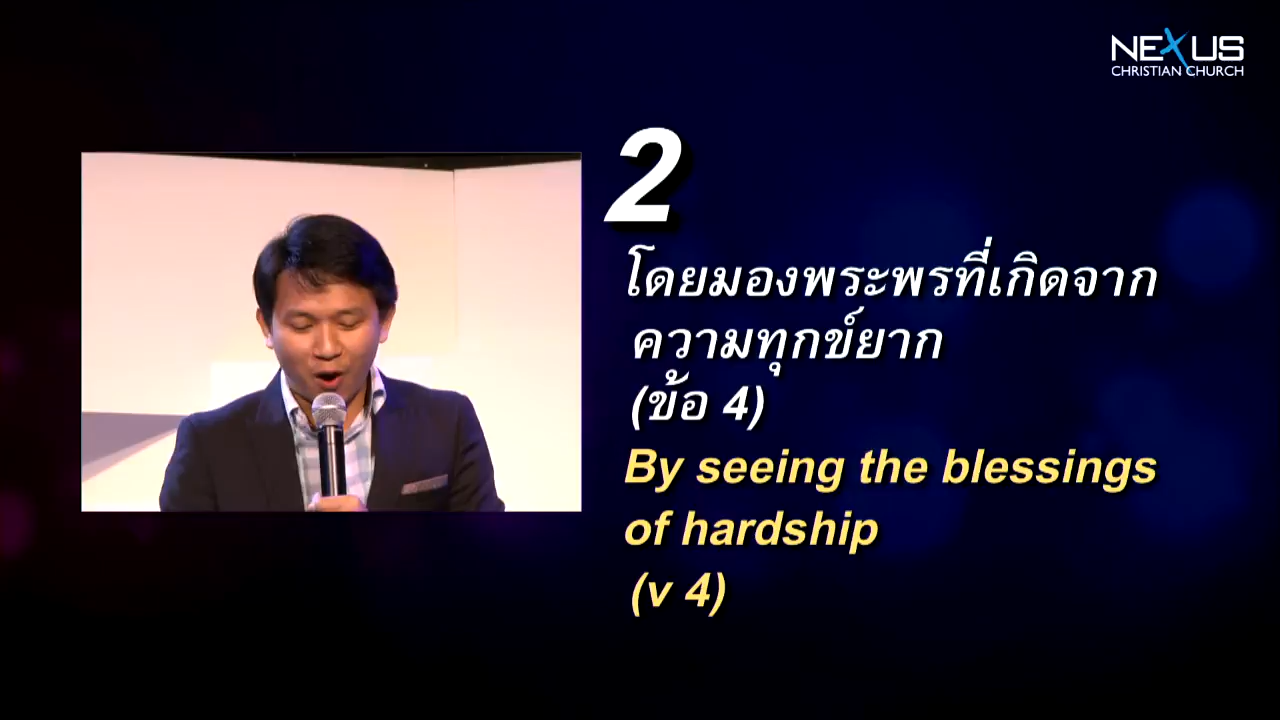 NEXUS
CHRISTIAN CHURCH
2
โดยมองพระพรที่เกิดจาก
ความทุกข์ยาก
(ข้อ 4)
By seeing the blessings
of hardship
(v 4)